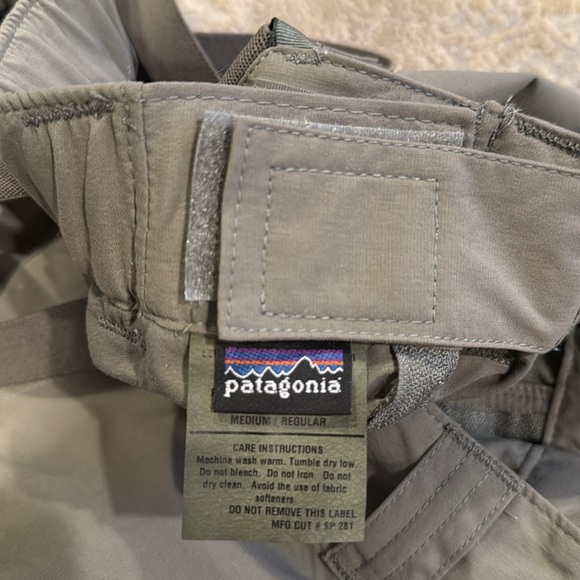 patagonia
MEDIUM / REGULAR
CARE INSTRUCTIONS
Machine wash warm. Tumble dry low
Do not bleach. Do not iron. Do not
dry clean. Avoid the use of fabric
softeners.
DO NOT REMOVE THIS LABEL
MFG CUT # SP 281